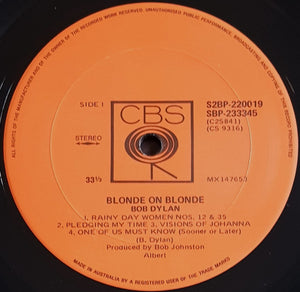 ALL RIGHTS OF THE MANUFACTURER AND OF THE OWNER OF THE RECORDED WORK RESERVED
UNAUTHORISED PUBLIC PERFORMANCE, BROADCASTING AND COPYING OF THIS RECORD PROHIBITED
SIDE 1
CBS
S2BP-220019
SBP-233345
(C25841)
(CS 9316)
STEREO
33⅓
MX147653
BLONDE ON BLONDE
BOB DYLAN
1. RAINY DAY WOMEN NOS. 12 & 35
2. PLEDGING MY TIME 3. VISIONS OF JOHANNA
4. ONE OF US MUST KNOW (Sooner or Later)
(B. Dylan)
Produced by Bob Johnston
Albert
MADE IN AUSTRALIA BY A REGISTERED USER OF THE TRADE MARKS